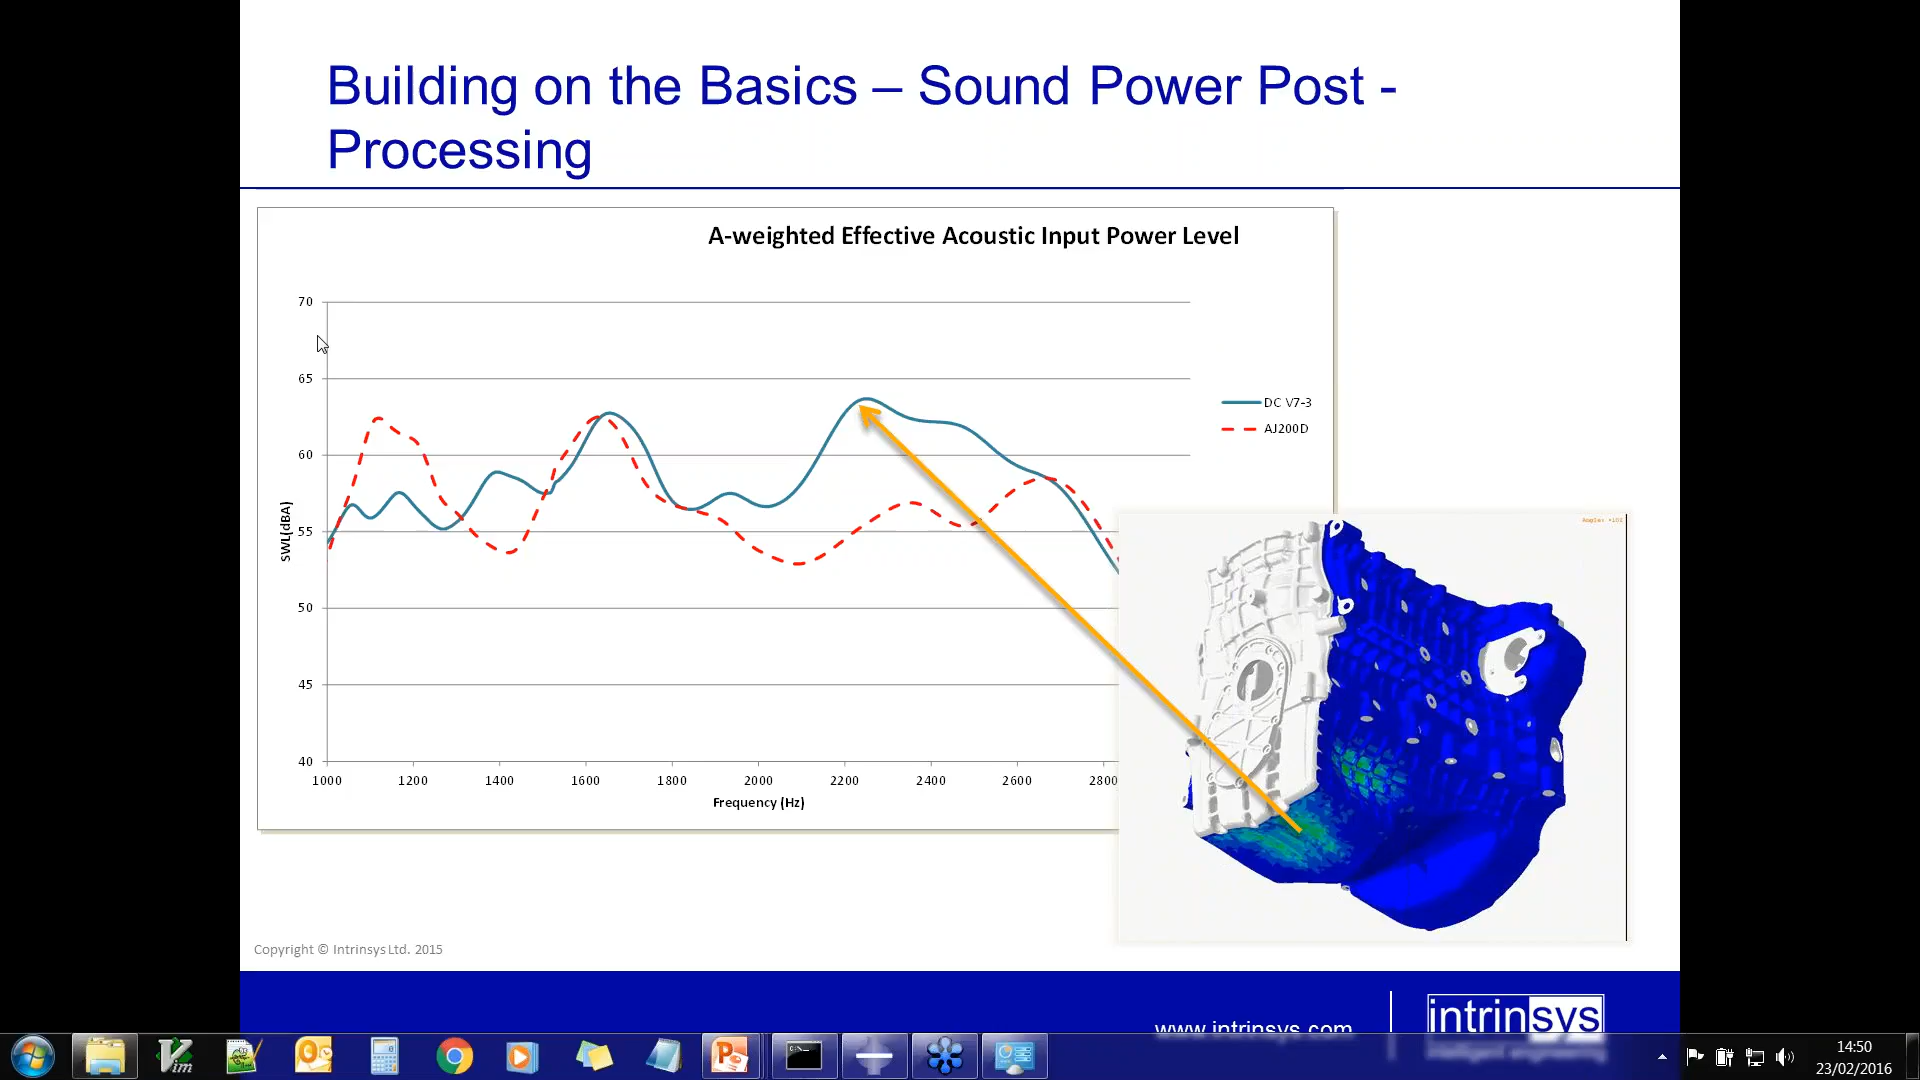 Building on the Basics – Sound Power Post -
Processing
A-weighted Effective Acoustic Input Power Level
70
65
60
55
50
45
40
SWL(dBA)
1000 1200 1400 1600 1800 2000 2200 2400 2600 2800
Frequency (Hz)
DC V7-3
AJ200D
Copyright © Intrinsys Ltd. 2015
www.intrinsys.com
intrinsys
14:50
23/02/2016